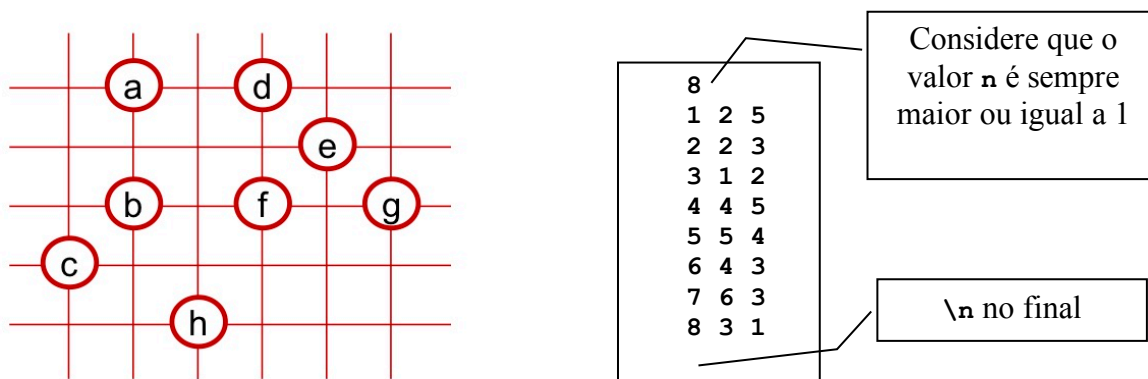 a d
e
b f g
c
h
8
1 2 5
2 2 3
3 1 2
4 4 5
5 5 4
6 4 3
7 6 3
8 3 1
Considere que o
valor n é sempre
maior ou igual a 1
\n no final